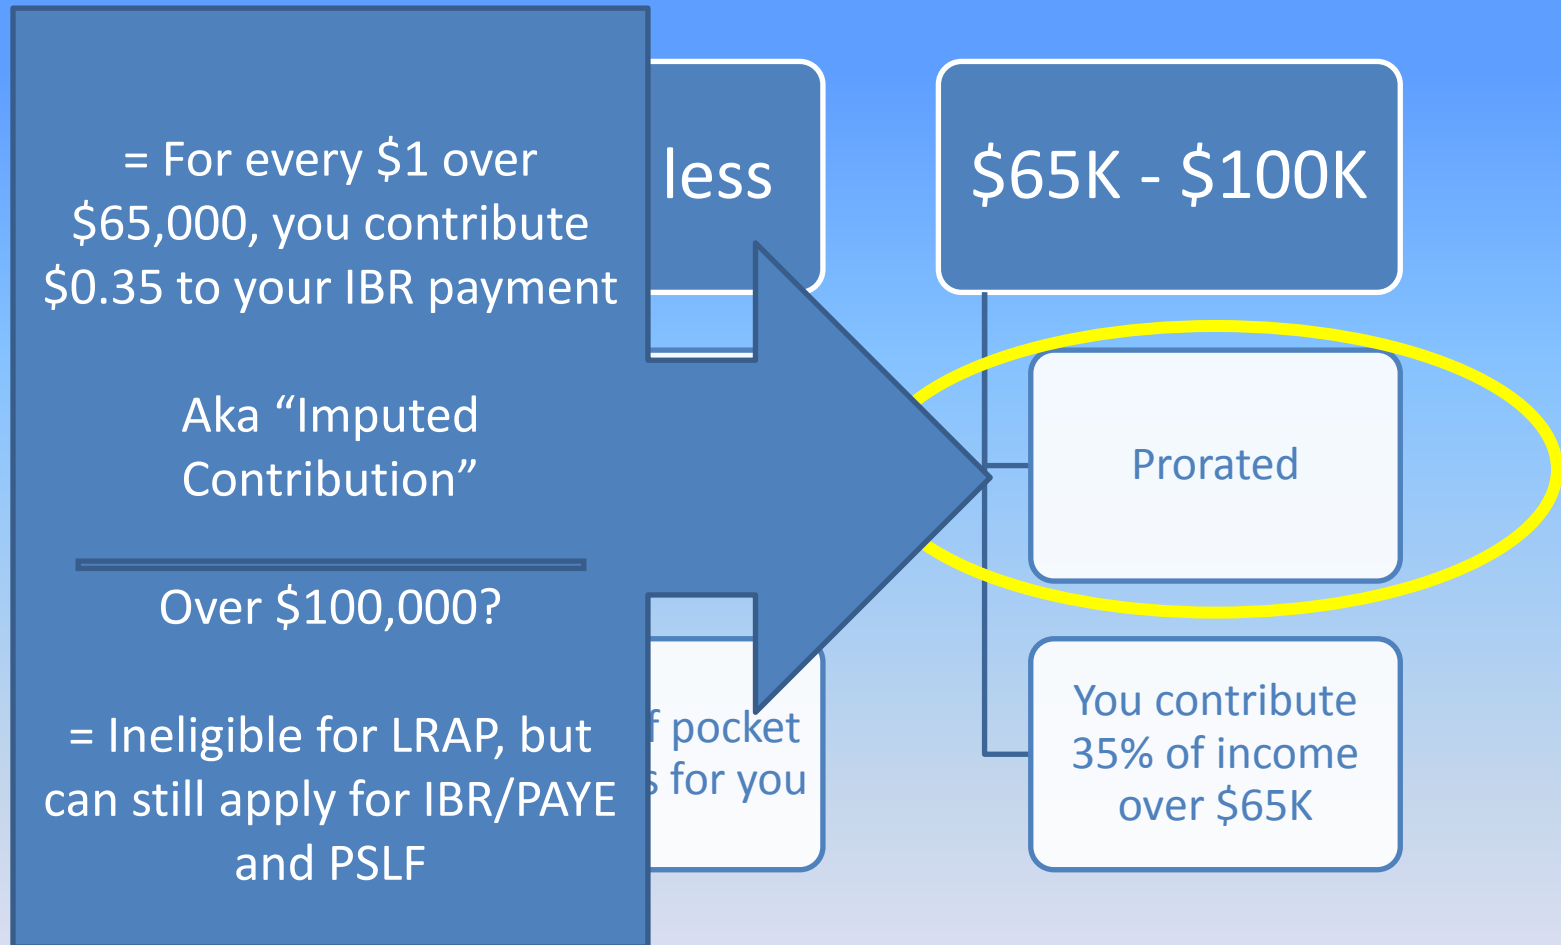 = For every $1 over
$65,000, you contribute
$0.35 to your IBR payment
Aka “Imputed
Contribution”
Over $100,000?
= Ineligible for LRAP, but
can still apply for IBR/PAYE
and PSLF
less
pocket
for you
$65K - $100K
Prorated
You contribute
35% of income
over $65K